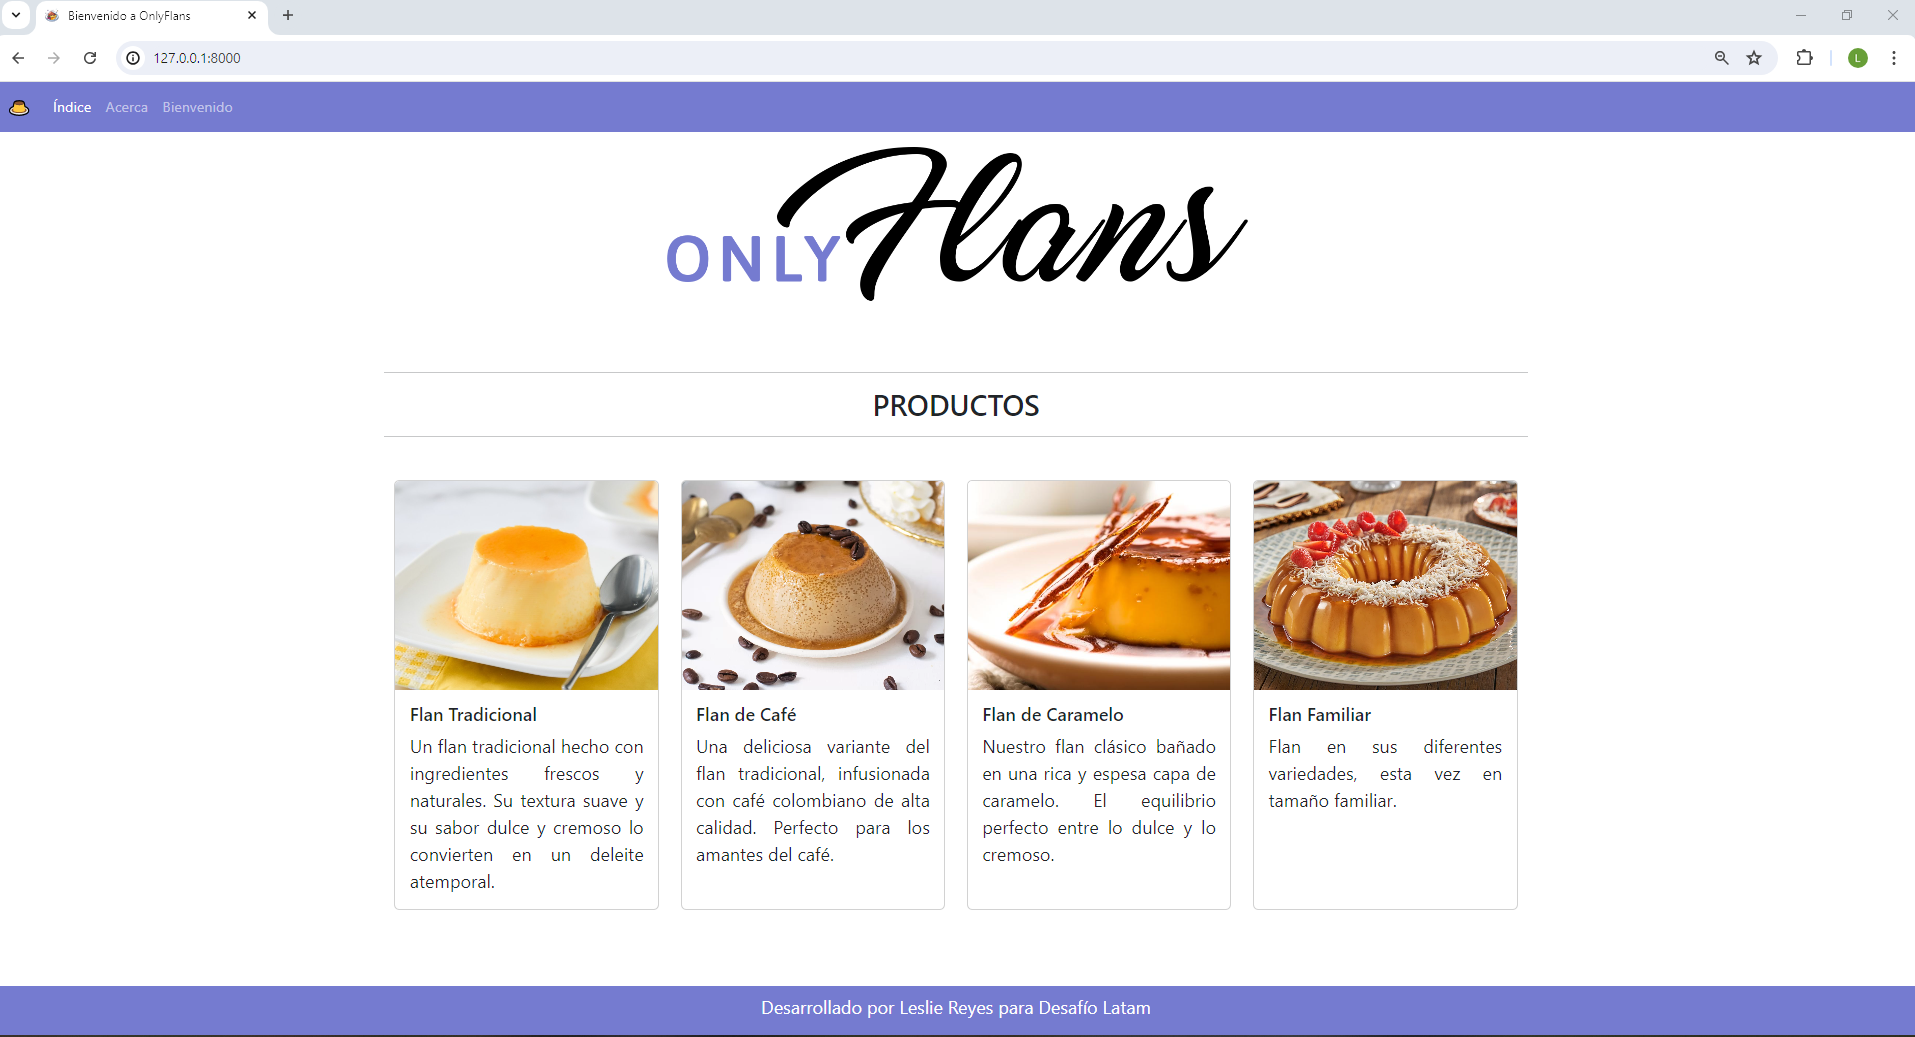 Bienvenido a OnlyFlans
127.0.0.1:8000
L
Índice Acerca Bienvenido
ONLY Flans
PRODUCTOS
Flan Tradicional
Un flan tradicional hecho con
ingredientes frescos y
naturales. Su textura suave y
su sabor dulce y cremoso lo
convierten en un deleite
atemporal.
Flan de Café
Una deliciosa variante del
flan tradicional, infusionada
con café colombiano de alta
calidad. Perfecto para los
amantes del café.
Flan de Caramelo
Nuestro flan clásico bañado
en una rica y espesa capa de
caramelo. El equilibrio
perfecto entre lo dulce y lo
cremoso.
Flan Familiar
Flan en sus diferentes
variedades, esta vez en
tamaño familiar.
Desarrollado por Leslie Reyes para Desafío Latam